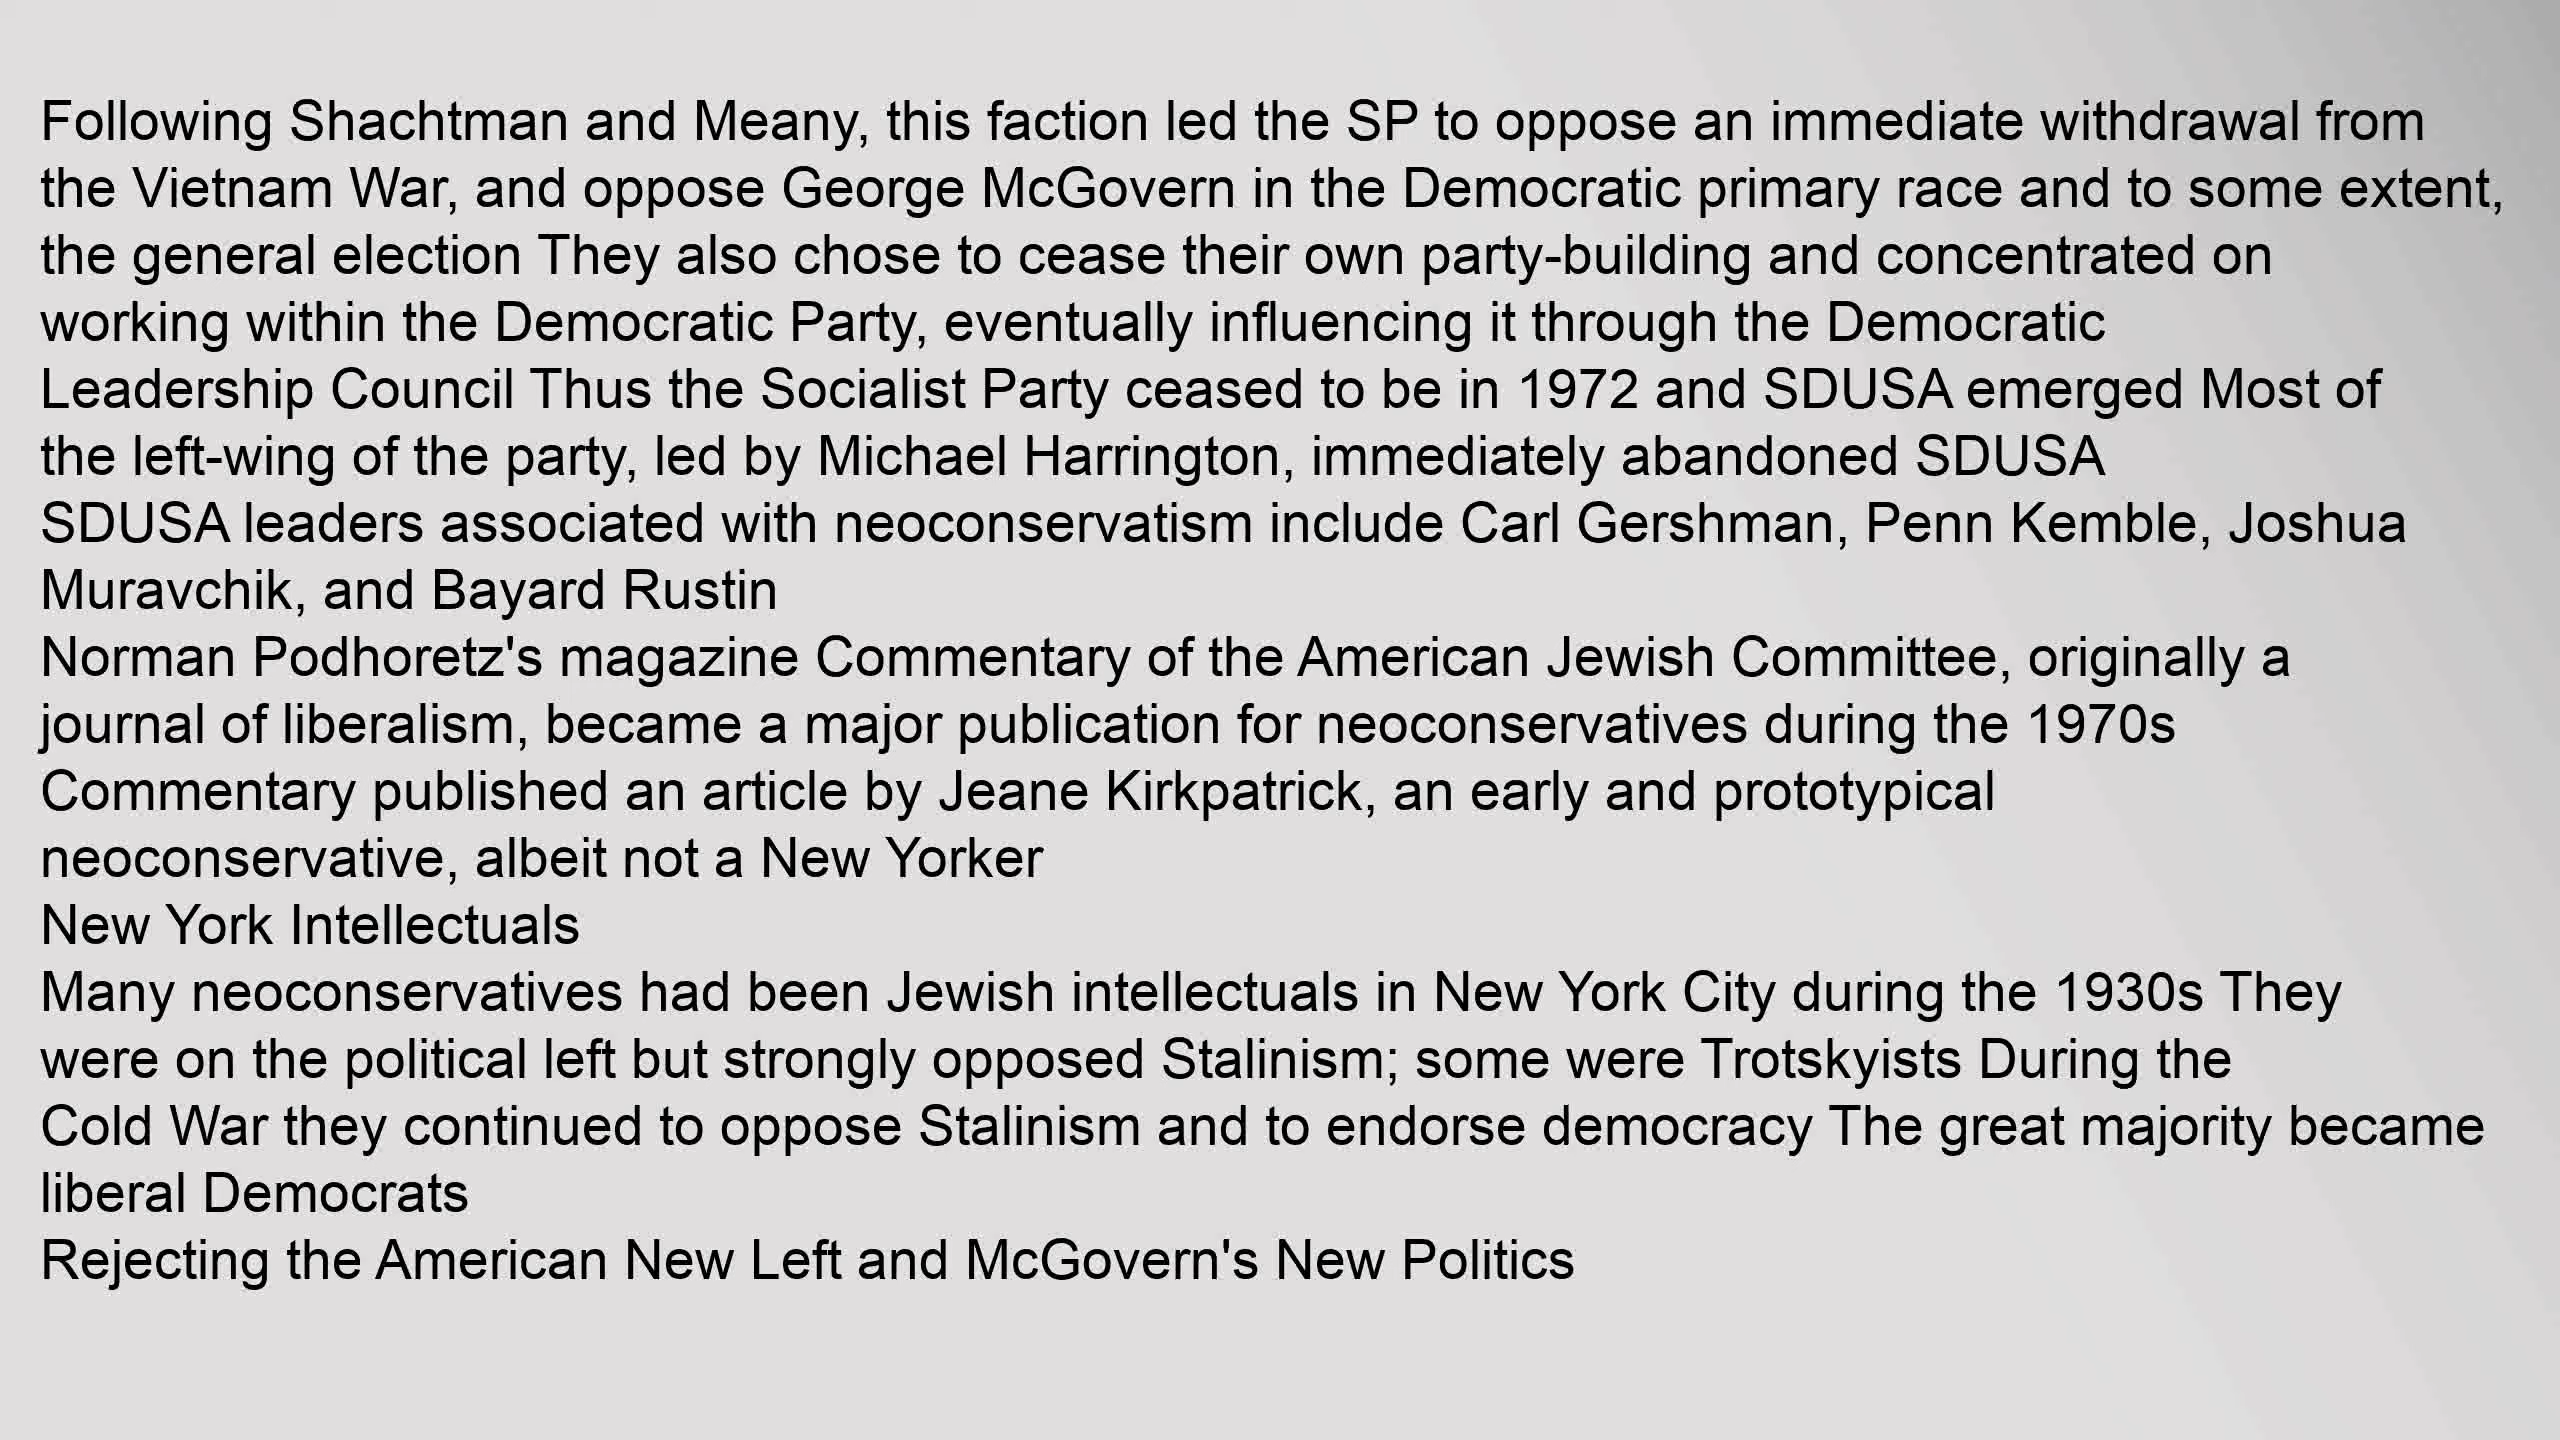 Following Shachtman and Meany, this faction led the SP to oppose an immediate withdrawal from
the Vietnam War, and oppose George McGovern in the Democratic primary race and to some extent,
the general election They also chose to cease their own party-building and concentrated on
working within the Democratic Party, eventually influencing it through the Democratic
Leadership Council Thus the Socialist Party ceased to be in 1972 and SDUSA emerged Most of
the left-wing of the party, led by Michael Harrington, immediately abandoned SDUSA
SDUSA leaders associated with neoconservatism include Carl Gershman, Penn Kemble, Joshua
Muravchik, and Bayard Rustin
Norman Podhoretz's magazine Commentary of the American Jewish Committee, originally a
journal of liberalism, became a major publication for neoconservatives during the 1970s
Commentary published an article by Jeane Kirkpatrick, an early and prototypical
neoconservative, albeit not a New Yorker
New York Intellectuals
Many neoconservatives had been Jewish intellectuals in New York City during the 1930s They
were on the political left but strongly opposed Stalinism; some were Trotskyists During the
Cold War they continued to oppose Stalinism and to endorse democracy The great majority became
liberal Democrats
Rejecting the American New Left and McGovern's New Politics